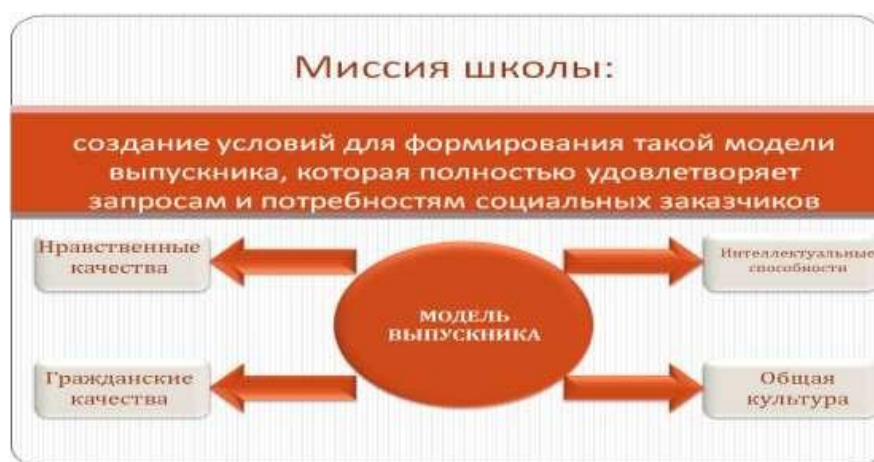 Миссия школы:
создание условий для формирования такой модели
выпускника, которая полностью удовлетворяет
запросам и потребностям социальных заказчиков
Нравственные
качества
Интеллектуальные
способности
МОДЕЛЬ
ВЫПУСКНИКА
Гражданские
качества
Общая
культура